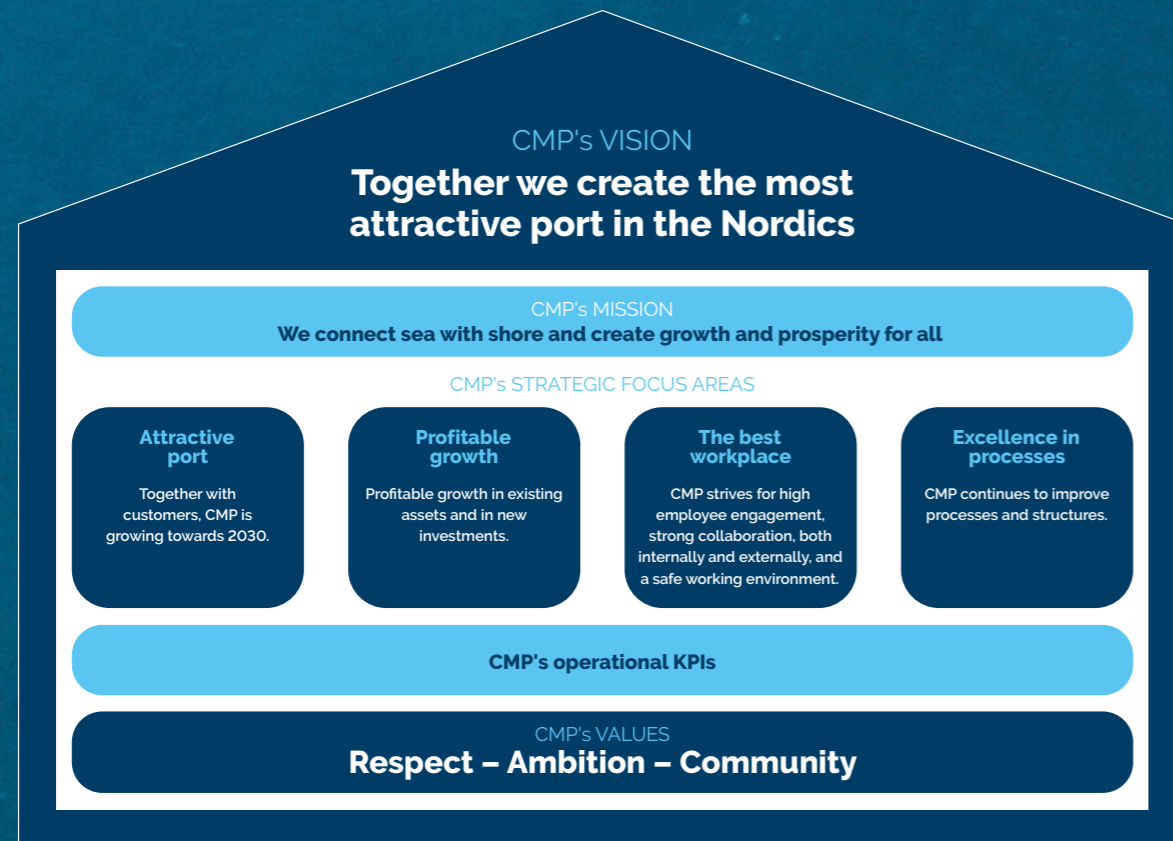 CMP's VISION
Together we create the most
attractive port in the Nordics
CMP's MISSION
We connect sea with shore and create growth and prosperity for all
CMP's STRATEGIC FOCUS AREAS
Attractive
port
Together with
customers, CMP is
growing towards 2030.
Profitable
growth
Profitable growth in existing
assets and in new
investments.
The best
workplace
CMP strives for high
employee engagement,
strong collaboration, both
internally and externally, and
a safe working environment.
Excellence in
processes
CMP continues to improve
processes and structures.
CMP's operational KPIs
CMP's VALUES
Respect – Ambition – Community